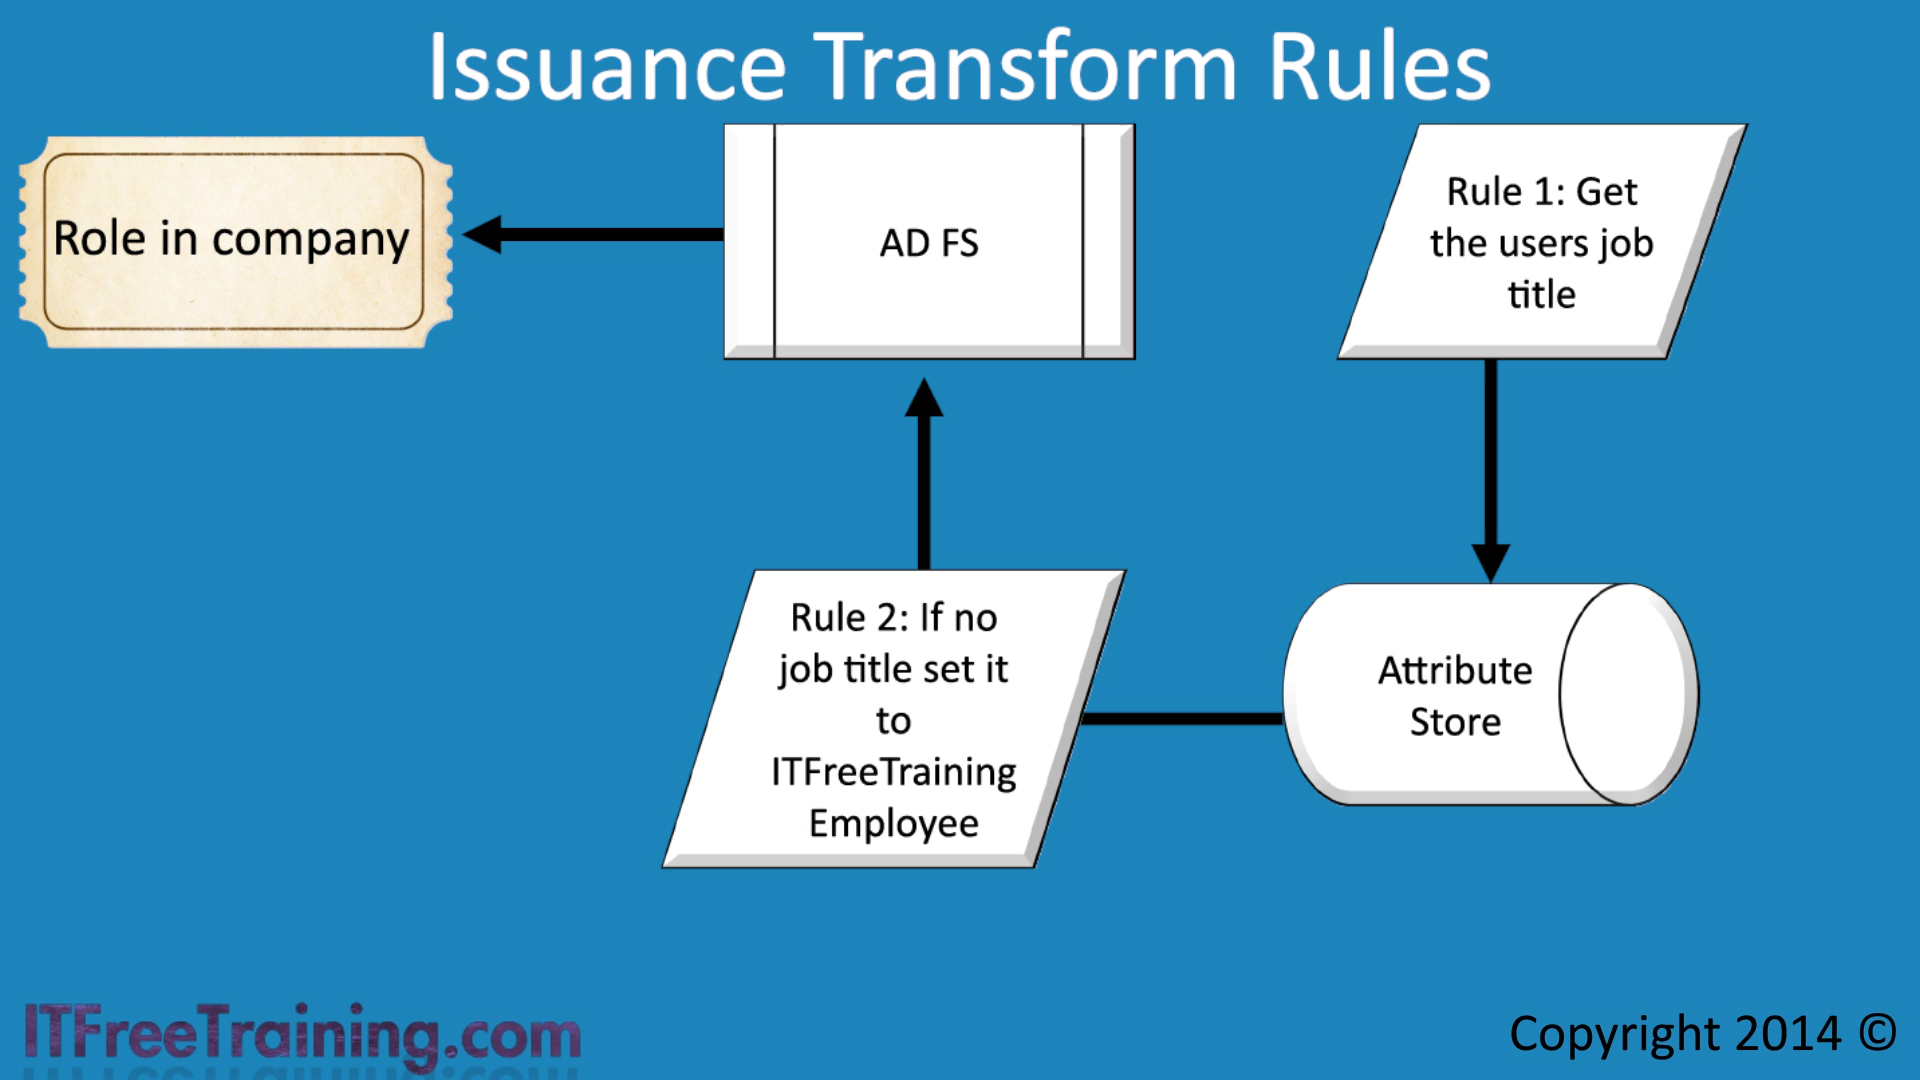 Issuance Transform Rules
Role in company
AD FS
Rule 1: Get
the users job
title
Rule 2: If no
job title set it
to
ITFreeTraining
Employee
Attribute
Store
ITFreeTraining.com
Copyright 2014 ©